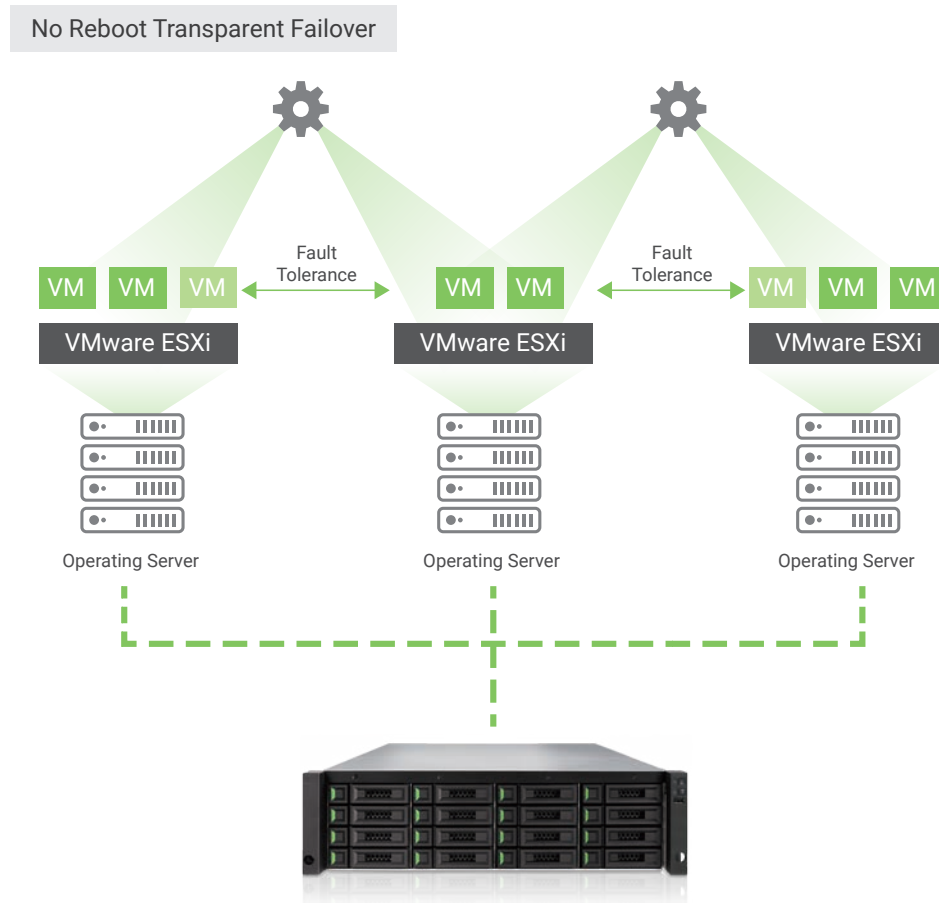 No Reboot Transparent Failover
Fault
Tolerance
Fault
Tolerance
VM VM VM
VM VM
VM VM VM
VMware ESXi
VMware ESXi
VMware ESXi
Operating Server
Operating Server
Operating Server